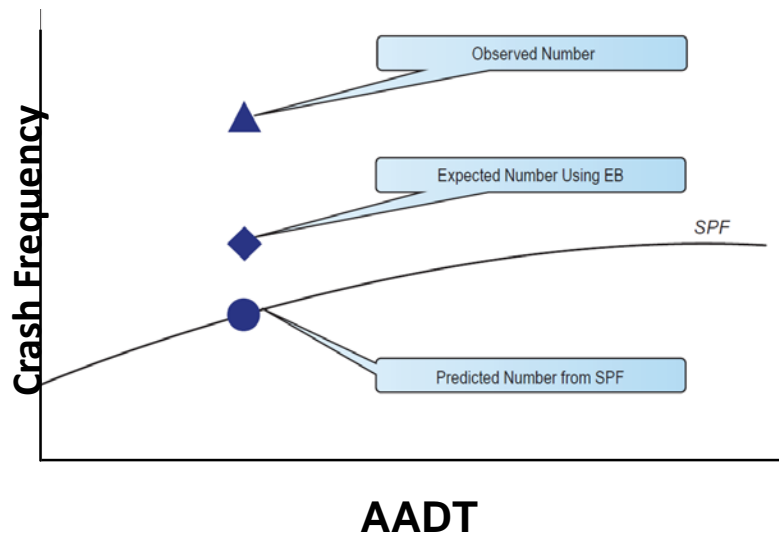 Observed Number
Expected Number Using EB
SPF
Predicted Number from SPF
Crash Frequency
AADT